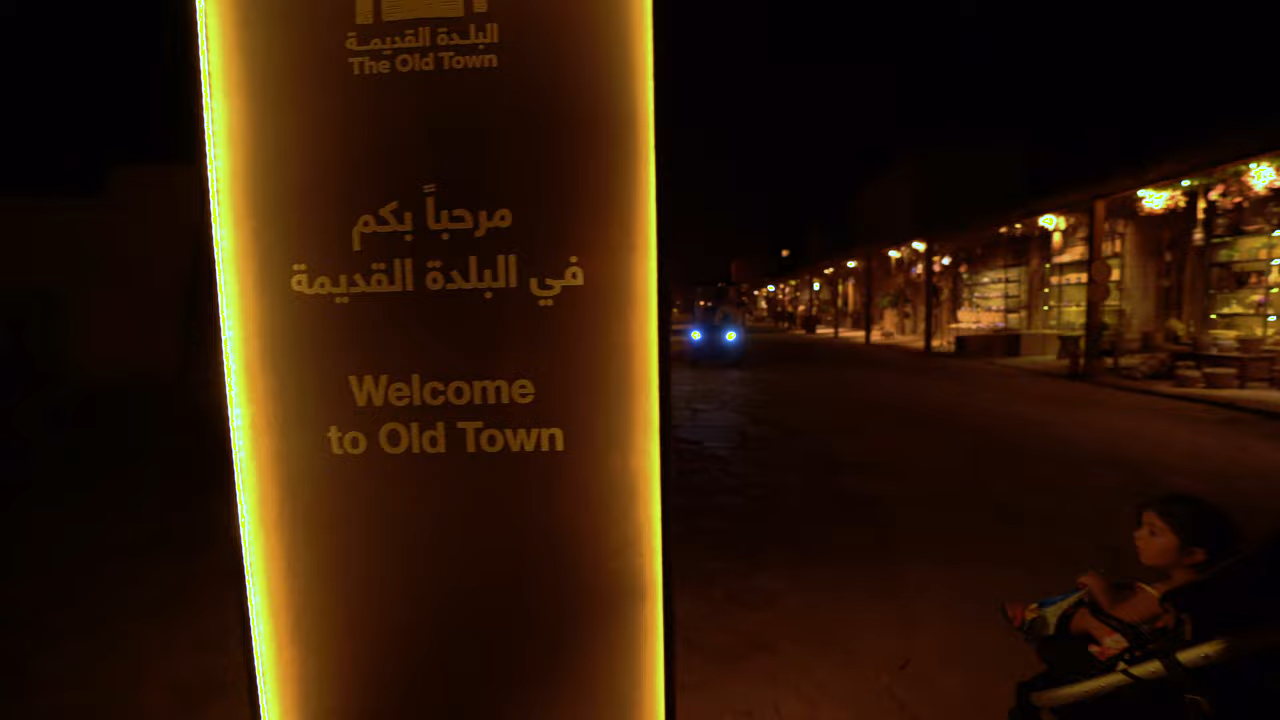 البلدة القديمة
The Old Town
مرحباً بكم
في البلدة القديمة
Welcome
to Old Town